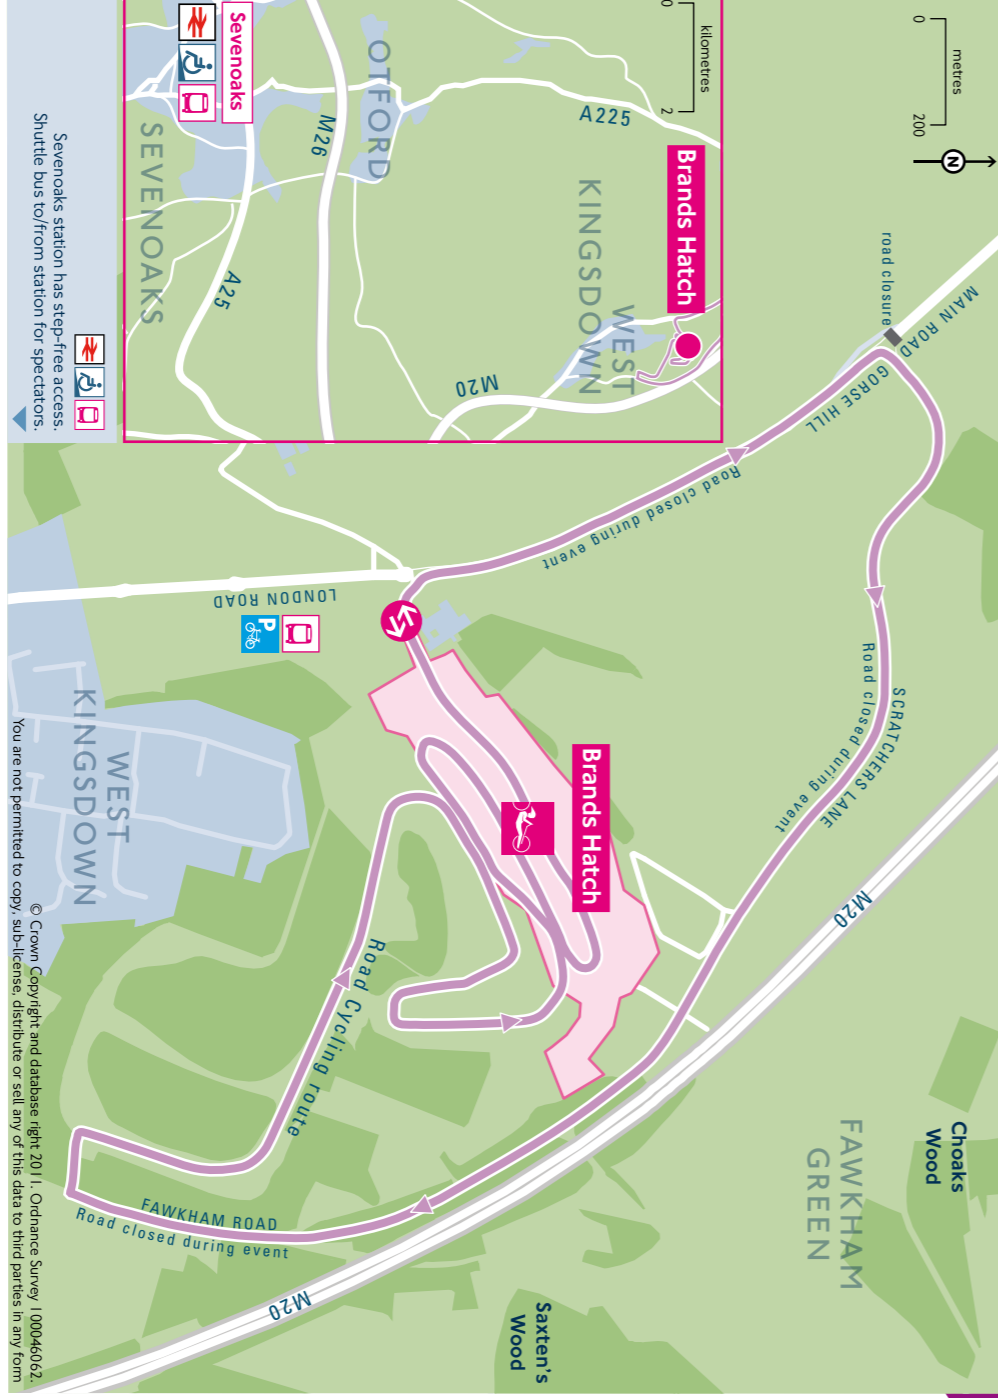 0
200
metres
N
0
2
kilometres
Sevenoaks
OTFORD
A225
M26
SEVENOAKS
A25
Brands Hatch
WEST
KINGSDOWN
M20
Sevenoaks station has step-free access.
Shuttle bus to/from station for spectators.
road closure
MAIN ROAD
GORSE HILL
Road closed during event
SCRATCHERS LANE
Road closed during event
LONDON ROAD
P
Brands Hatch
M20
WEST
KINGSDOWN
Road Cycling route
FAWKHAM ROAD
Road closed during event
M20
Choaks
Wood
FAWKHAM
GREEN
Saxten's
Wood
© Crown Copyright and database right 2011. Ordnance Survey 100046062.
You are not permitted to copy, sub-license, distribute or sell any of this data to third parties in any form